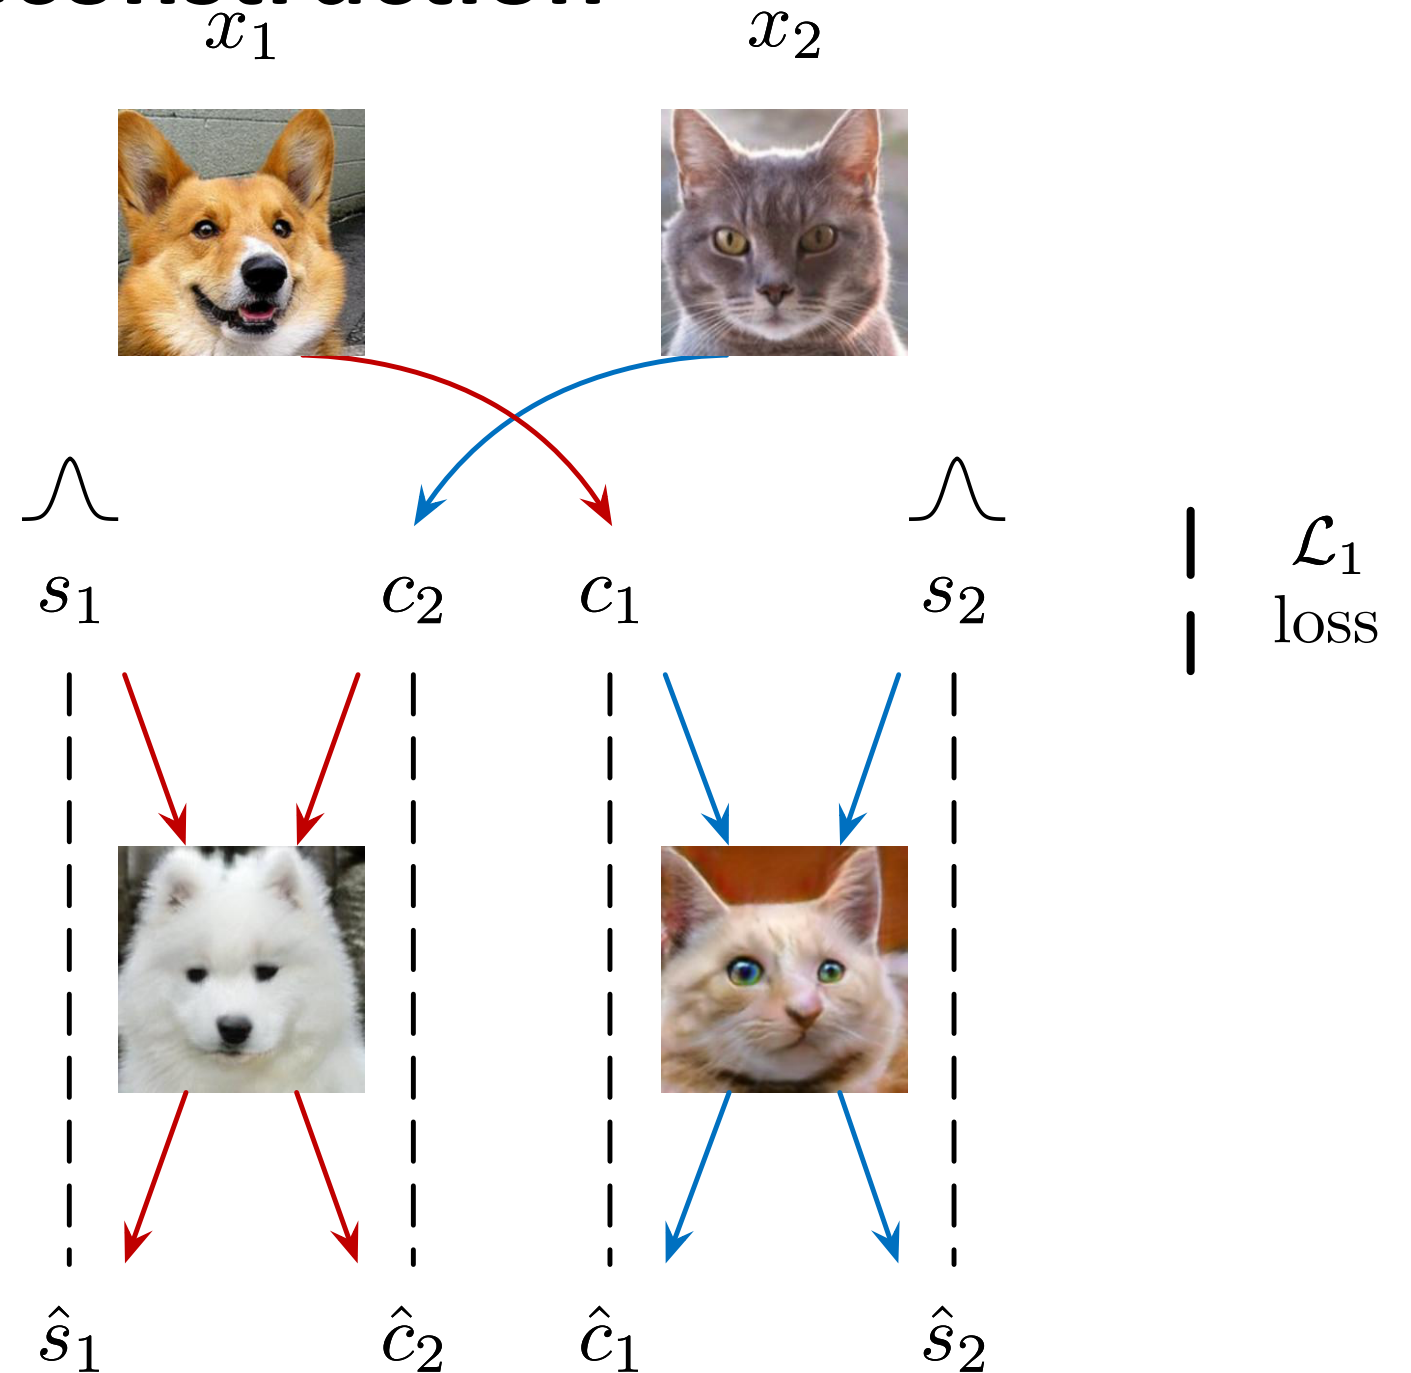 x₁ x₂
s₁ c₂ c₁ s₂
ℒ₁
loss
ŝ₁ ĉ₂ ĉ₁ ŝ₂